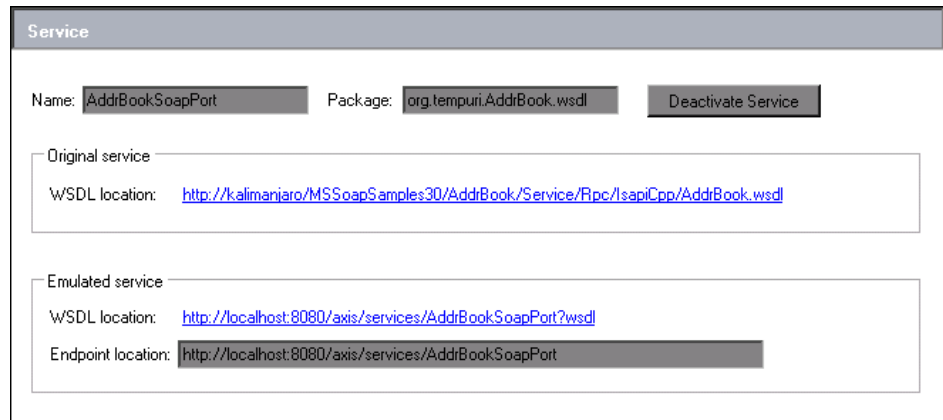 Service
Name: AddrBookSoapPort Package: org.tempuri.AddrBook.wsdl Deactivate Service
Original service
WSDL location: http://kalimanjaro/MSSoapSamples30/AddrBook/Service/Rpc/IsapiCpp/AddrBook.wsdl
Emulated service
WSDL location: http://localhost:8080/axis/services/AddrBookSoapPort?wsdl
Endpoint location: http://localhost:8080/axis/services/AddrBookSoapPort